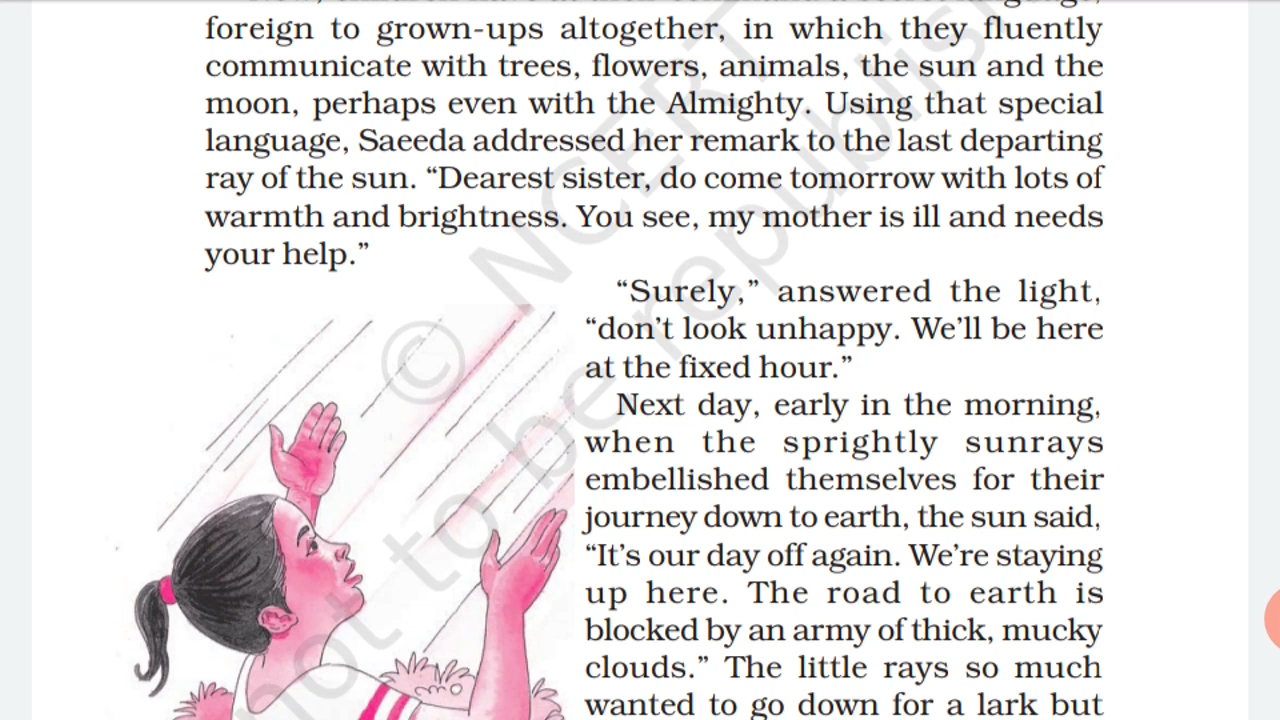 foreign to grown-ups altogether, in which they fluently
communicate with trees, flowers, animals, the sun and the
moon, perhaps even with the Almighty. Using that special
language, Saeeda addressed her remark to the last departing
ray of the sun. “Dearest sister, do come tomorrow with lots of
warmth and brightness. You see, my mother is ill and needs
your help.”
“Surely,” answered the light,
“don’t look unhappy. We’ll be here
at the fixed hour.”
Next day, early in the morning,
when the sprightly sunrays
embellished themselves for their
journey down to earth, the sun said,
“It’s our day off again. We’re staying
up here. The road to earth is
blocked by an army of thick, mucky
clouds.” The little rays so much
wanted to go down for a lark but
© NCERT
not to be republis